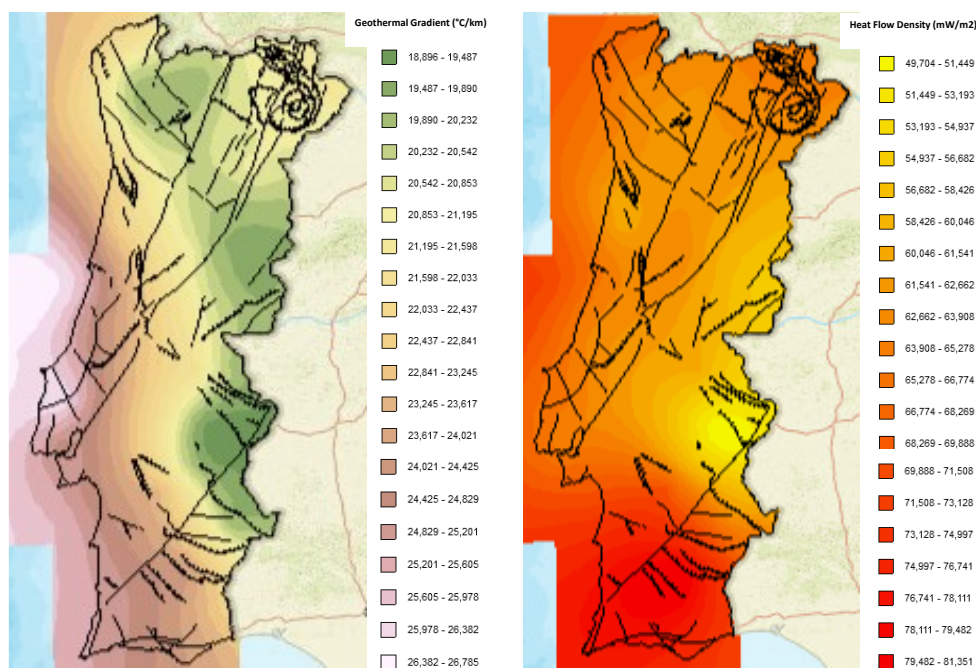 Geothermal Gradient (°C/km)
18,896 - 19,487
19,487 - 19,890
19,890 - 20,232
20,232 - 20,542
20,542 - 20,853
20,853 - 21,195
21,195 - 21,598
21,598 - 22,033
22,033 - 22,437
22,437 - 22,841
22,841 - 23,245
23,245 - 23,617
23,617 - 24,021
24,021 - 24,425
24,425 - 24,829
24,829 - 25,201
25,201 - 25,605
25,605 - 25,978
25,978 - 26,382
26,382 - 26,785
Heat Flow Density (mW/m2)
49,704 - 51,449
51,449 - 53,193
53,193 - 54,937
54,937 - 56,682
56,682 - 58,426
58,426 - 60,046
60,046 - 61,541
61,541 - 62,662
62,662 - 63,908
63,908 - 65,278
65,278 - 66,774
66,774 - 68,269
68,269 - 69,888
69,888 - 71,508
71,508 - 73,128
73,128 - 74,997
74,997 - 76,741
76,741 - 78,111
78,111 - 79,482
79,482 - 81,351